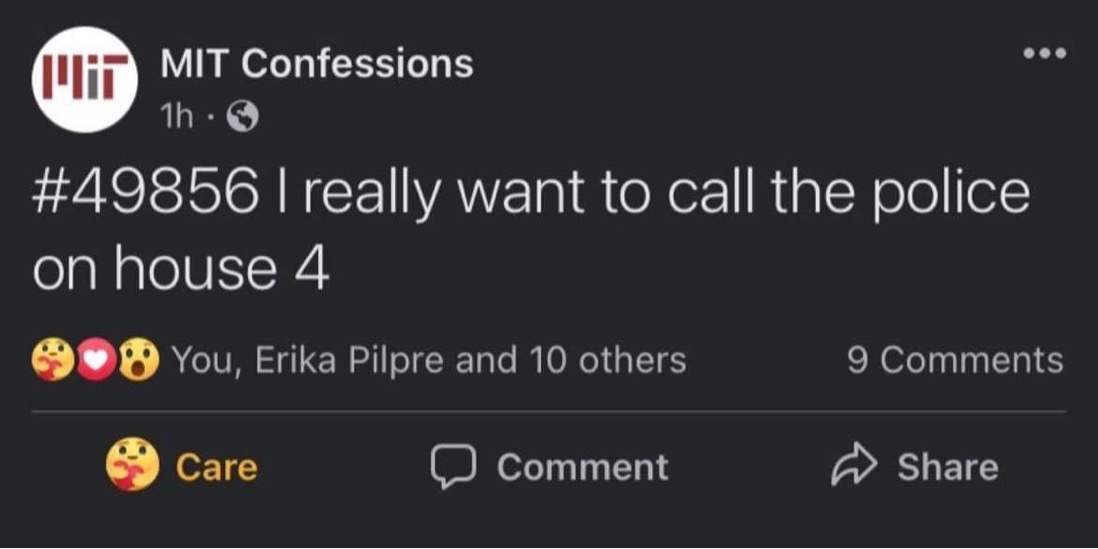 MiT
MIT Confessions
1h ·
#49856 I really want to call the police
on house 4
You, Erika Pilpre and 10 others
9 Comments
Care
Comment
Share